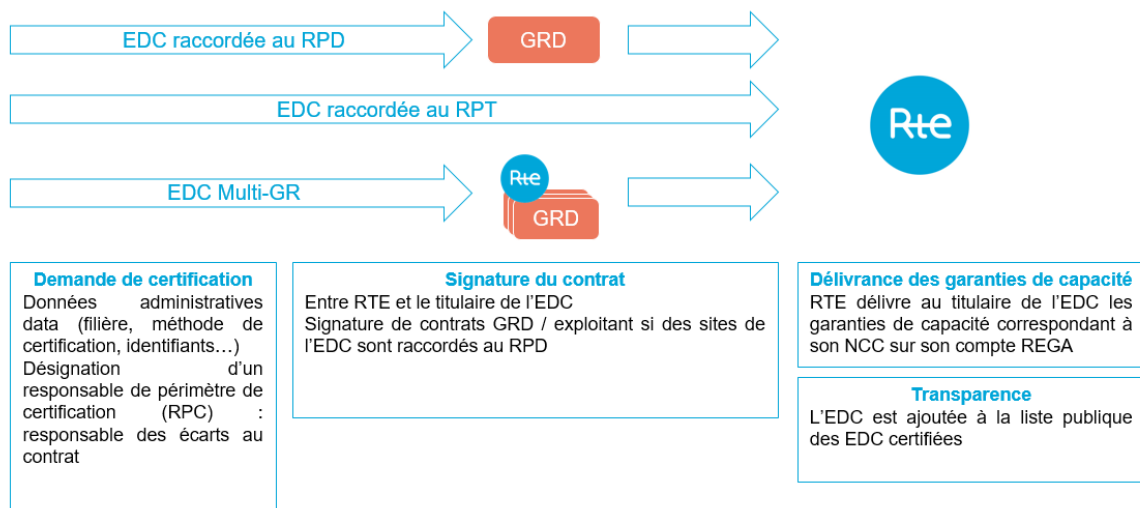 EDC raccordée au RPD
GRD
EDC raccordée au RPT
Rte
EDC Multi-GR
Rte
GRD
Demande de certification
Données administratives
data (filière, méthode de
certification, identifiants…)
Désignation d’un
responsable de périmètre de
certification (RPC) :
responsable des écarts au
contrat
Signature du contrat
Entre RTE et le titulaire de l’EDC
Signature de contrats GRD / exploitant si des sites de
l’EDC sont raccordés au RPD
Délivrance des garanties de capacité
RTE délivre au titulaire de l’EDC les
garanties de capacité correspondant à
son NCC sur son compte REGA
Transparence
L’EDC est ajoutée à la liste publique
des EDC certifiées